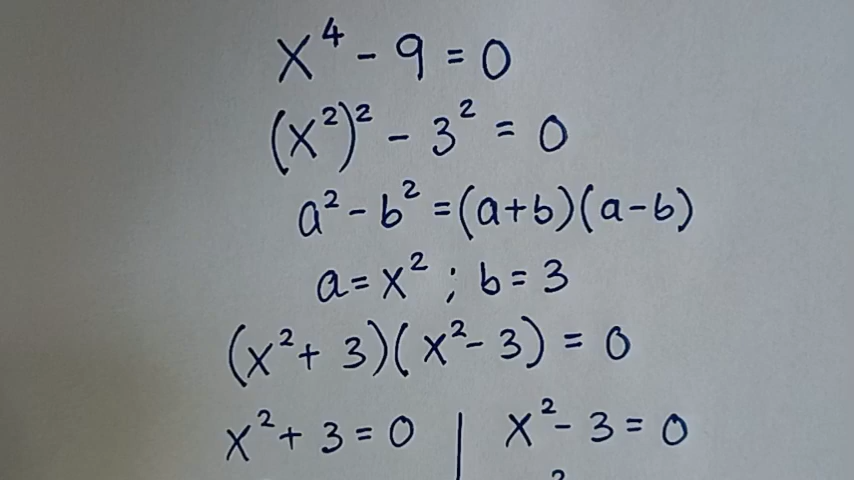 x⁴ - 9 = 0
(x²)² - 3² = 0
a² - b² = (a+b)(a-b)
a = x² ; b = 3
(x² + 3)(x² - 3) = 0
x² + 3 = 0 | x² - 3 = 0